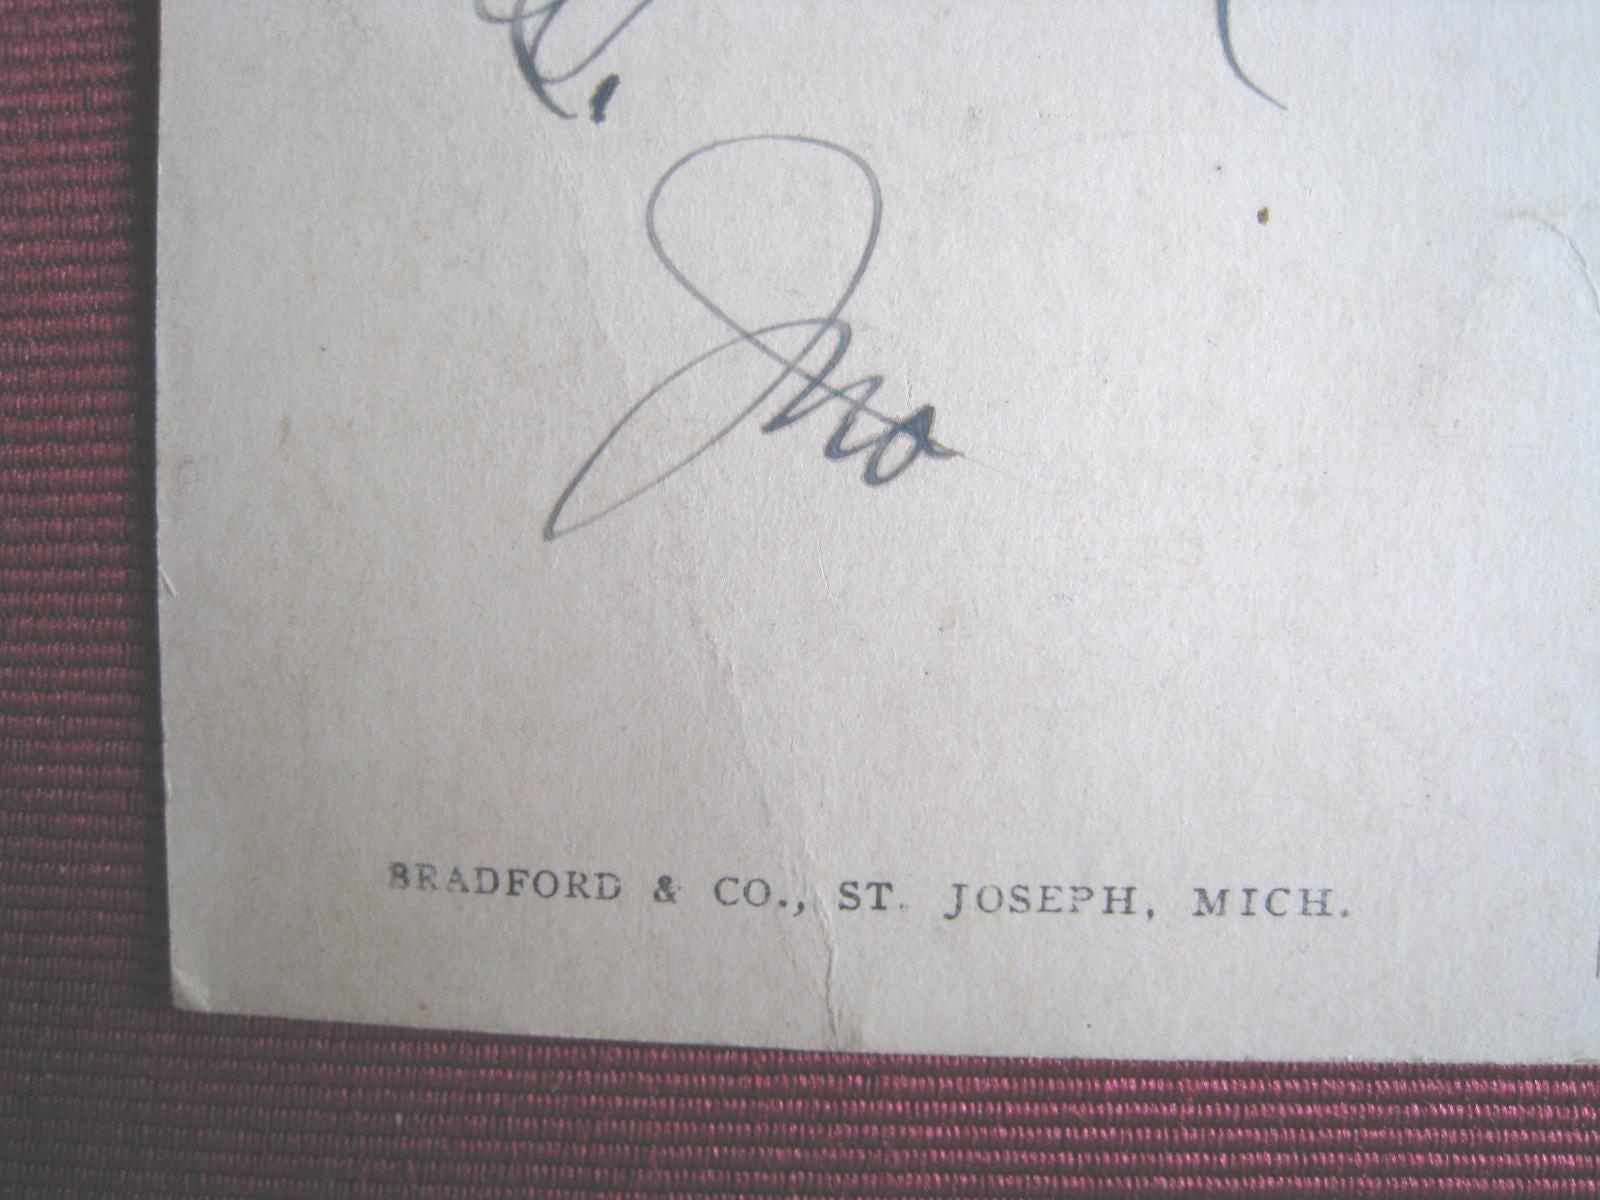 Jno
BRADFORD & CO., ST. JOSEPH, MICH.